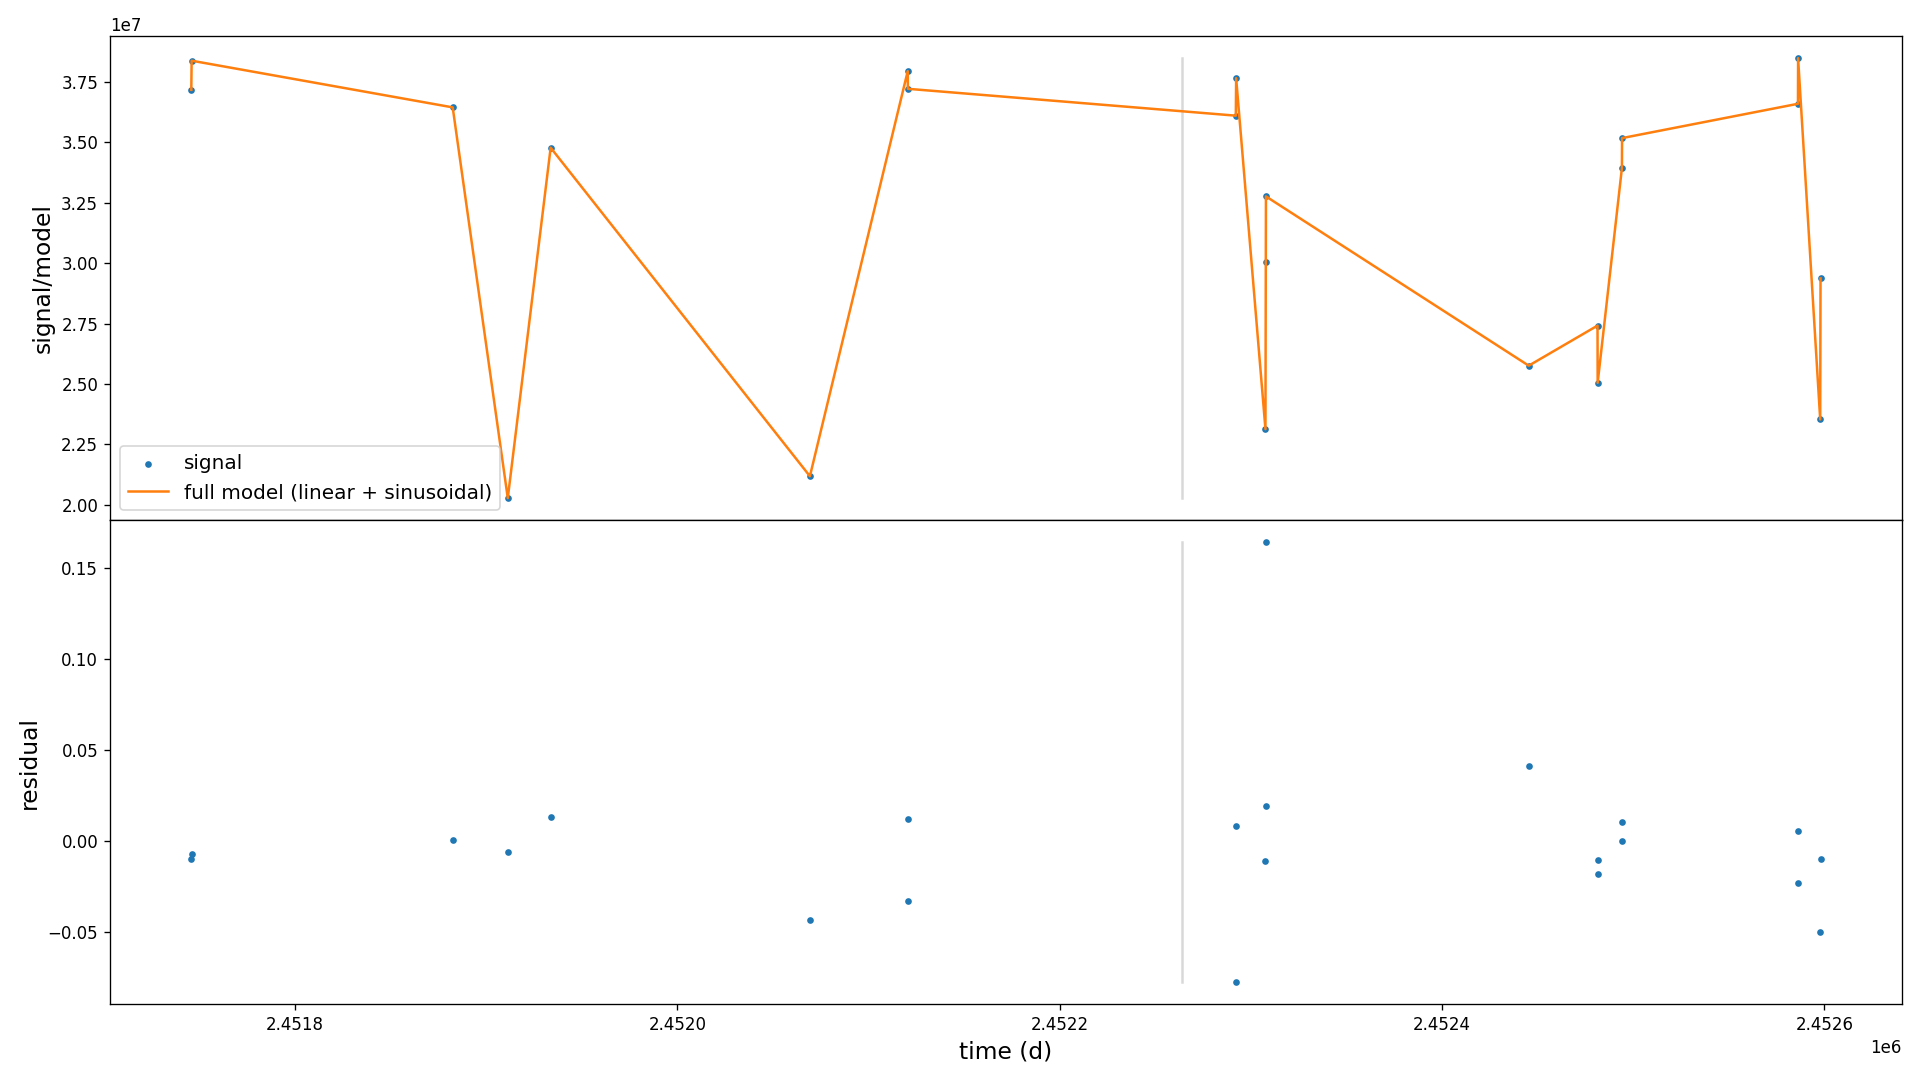 1e7
3.75
3.50
3.25
3.00
2.75
2.50
2.25
2.00
signal/model
signal
full model (linear + sinusoidal)
0.15
0.10
0.05
0.00
−0.05
residual
2.4518
2.4520
2.4522
2.4524
2.4526
1e6
time (d)